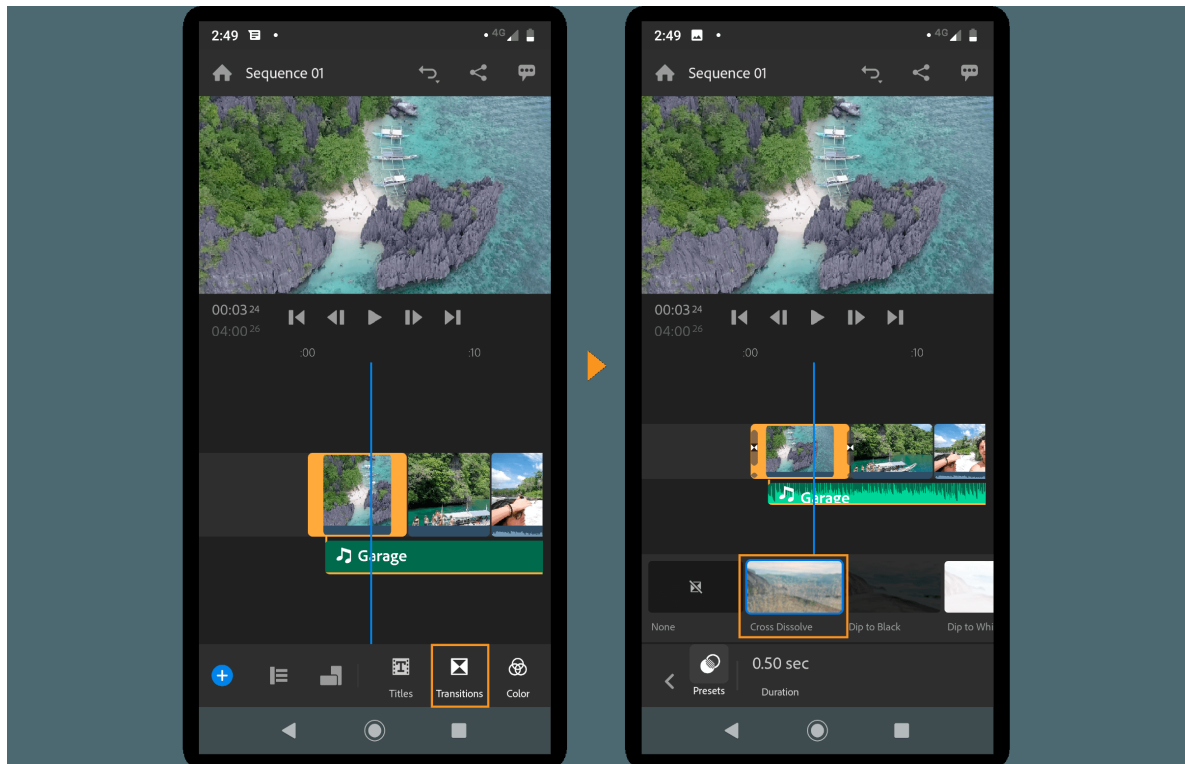 2:49
4G
Sequence 01
00:03 24
04:00 26
:00 :10
Garage
Titles Transitions Color
2:49
4G
Sequence 01
00:03 24
04:00 26
:00 :10
Garage
None Cross Dissolve Dip to Black Dip to Whi
0.50 sec
Presets Duration